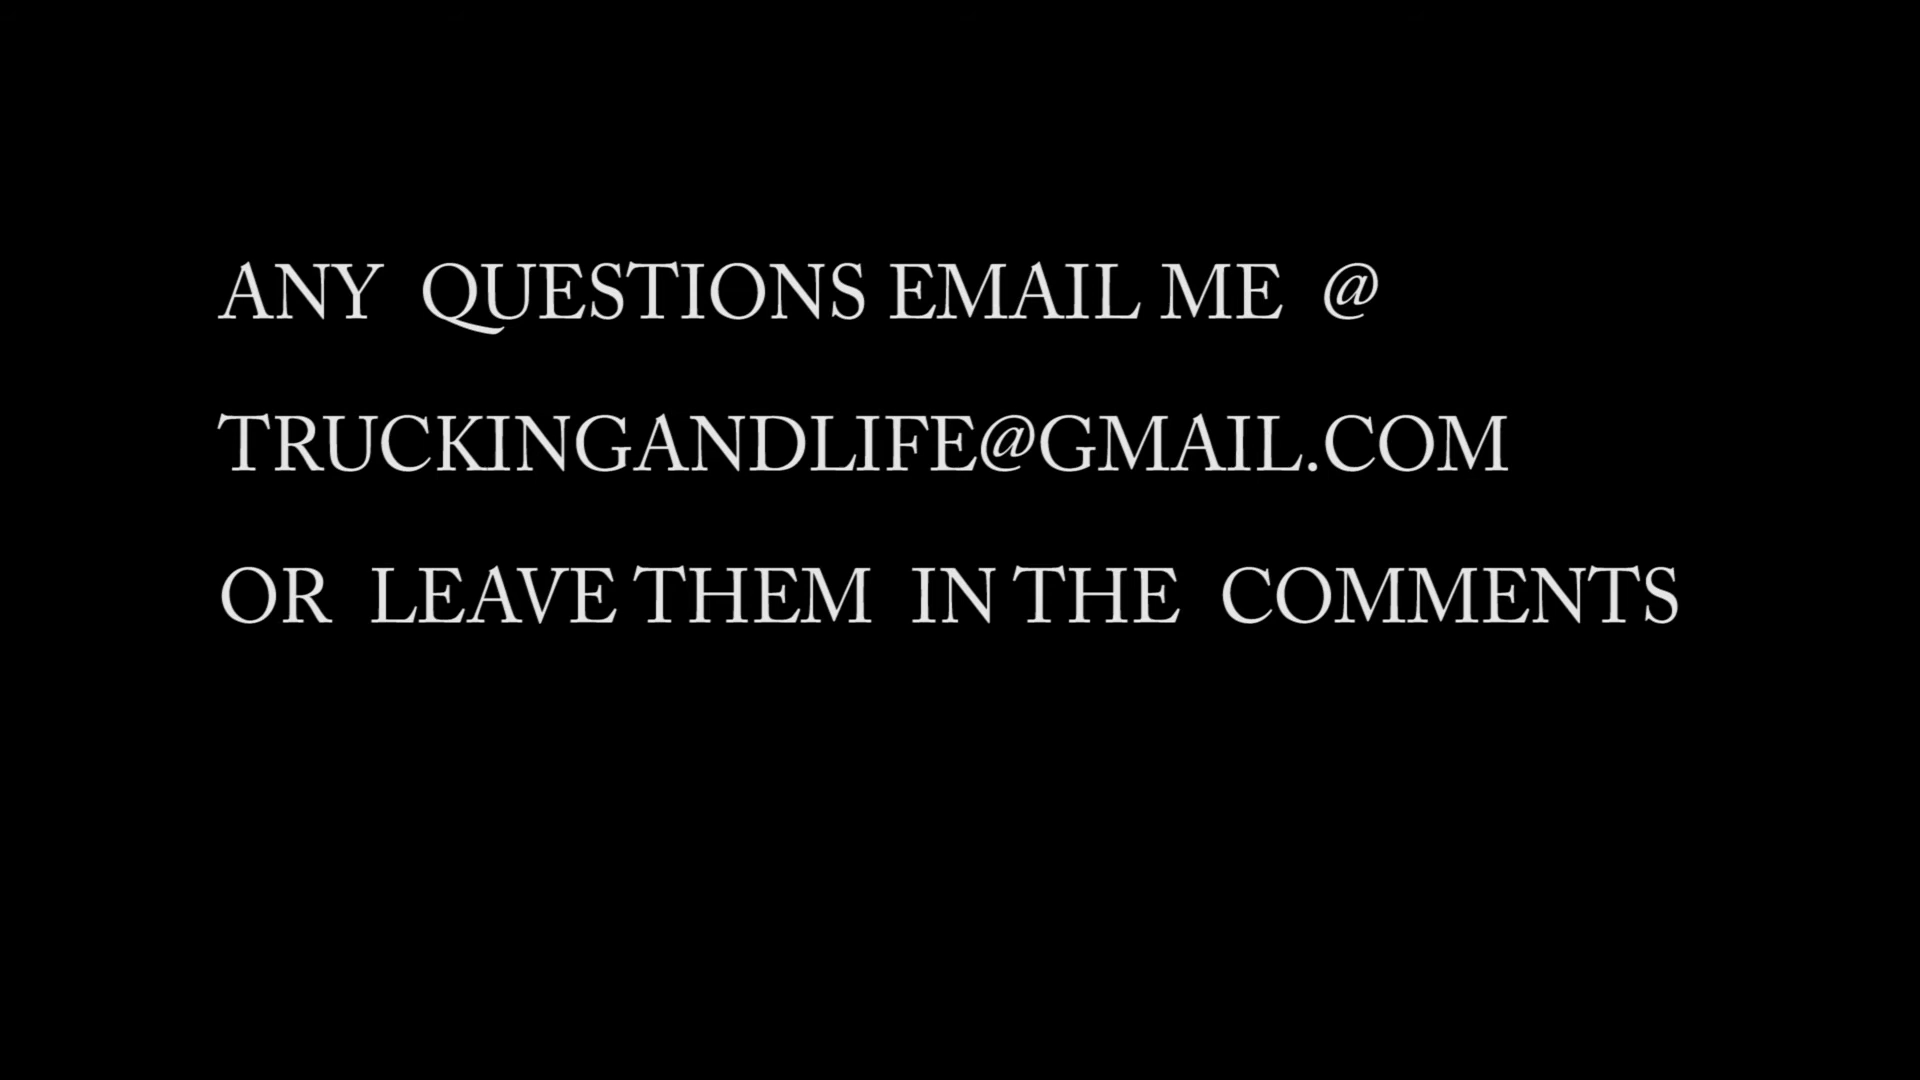 ANY QUESTIONS EMAIL ME @
TRUCKINGANDLIFE@GMAIL.COM
OR LEAVE THEM IN THE COMMENTS